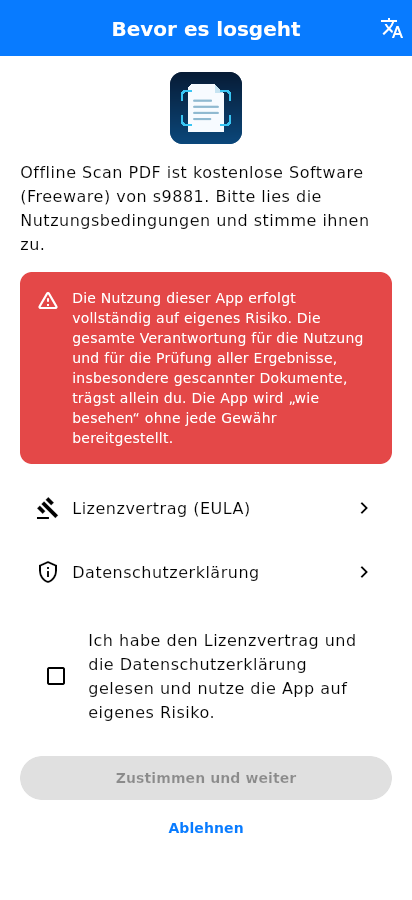 Bevor es losgeht
Offline Scan PDF ist kostenlose Software
(Freeware) von s9881. Bitte lies die
Nutzungsbedingungen und stimme ihnen
zu.
Die Nutzung dieser App erfolgt
vollständig auf eigenes Risiko. Die
gesamte Verantwortung für die Nutzung
und für die Prüfung aller Ergebnisse,
insbesondere gescannter Dokumente,
trägst allein du. Die App wird „wie
besehen“ ohne jede Gewähr
bereitgestellt.
Lizenzvertrag (EULA)
Datenschutzerklärung
Ich habe den Lizenzvertrag und
die Datenschutzerklärung
gelesen und nutze die App auf
eigenes Risiko.
Zustimmen und weiter
Ablehnen